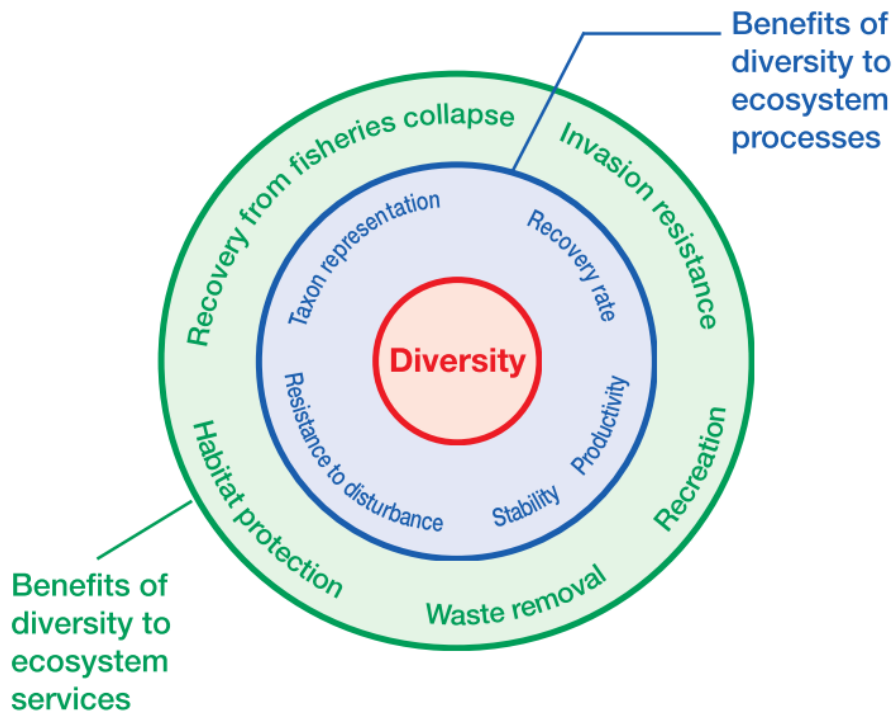 Benefits of
diversity to
ecosystem
processes
Recovery from fisheries collapse
Invasion resistance
Taxon representation
Recovery rate
Diversity
Resistance to disturbance
Stability
Productivity
Habitat protection
Waste removal
Recreation
Benefits of
diversity to
ecosystem
services